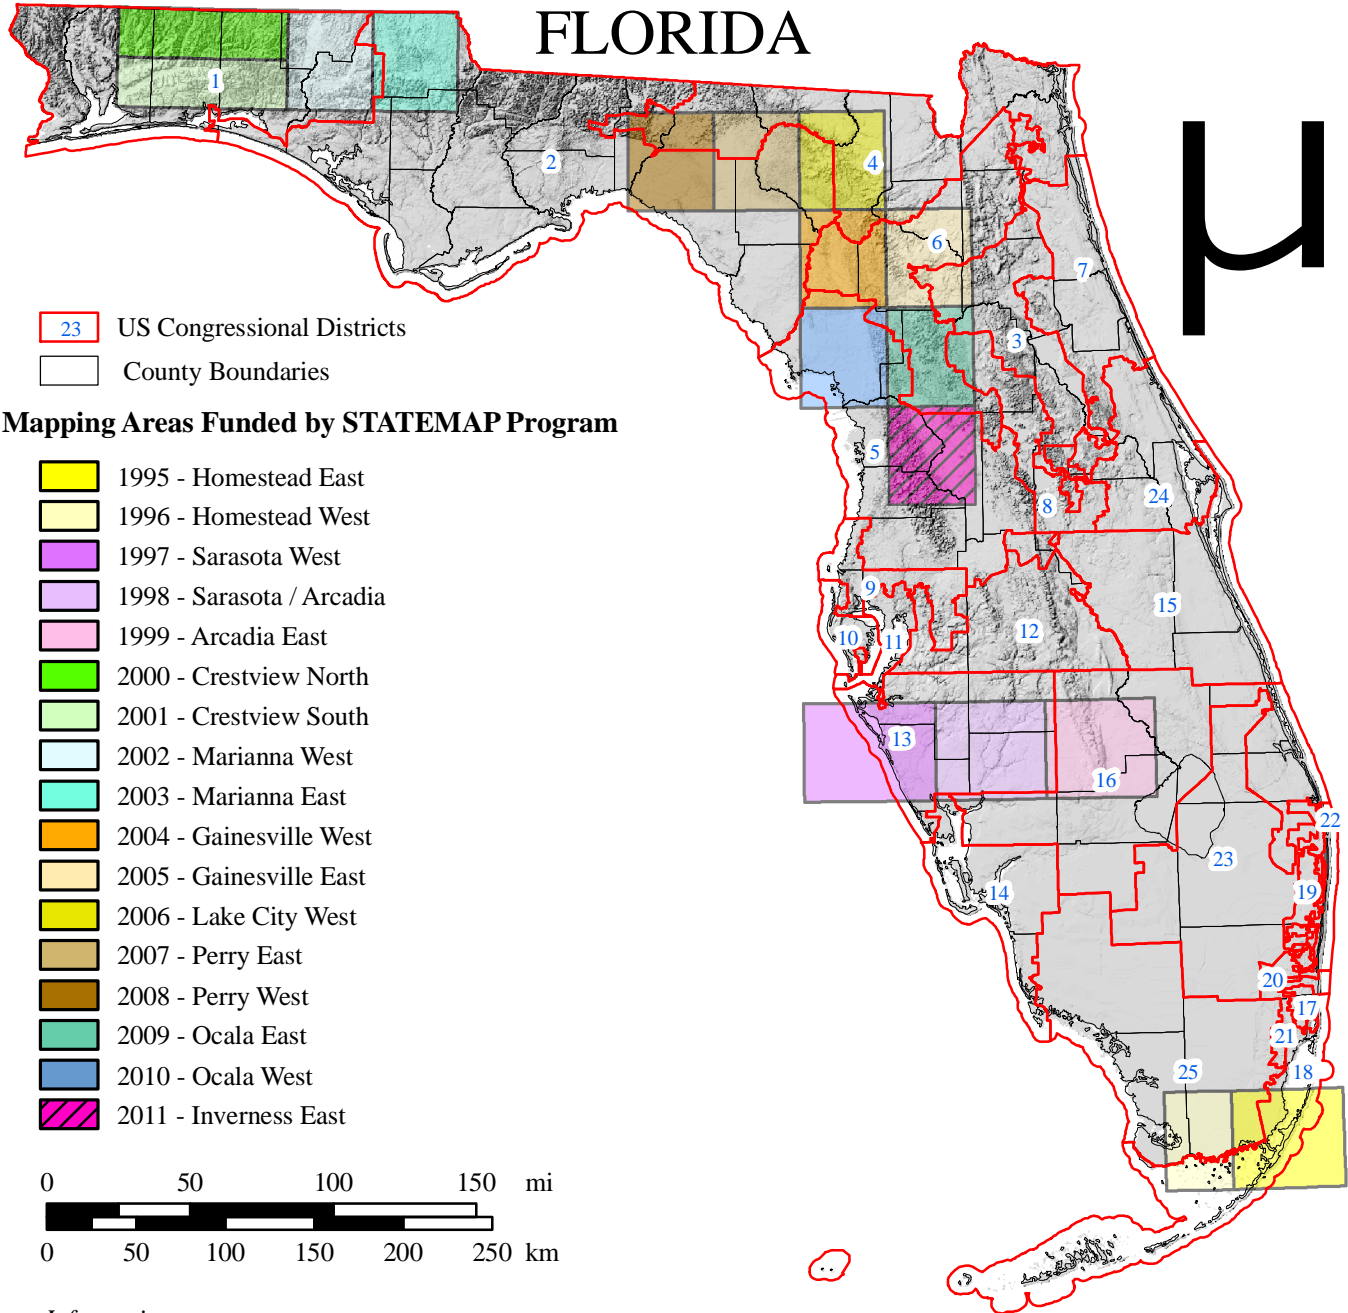 FLORIDA
1
2
4
6
7
3
5
8
24
9
10
11
12
15
13
16
22
23
14
19
20
17
21
25
18
µ
23 US Congressional Districts
County Boundaries
Mapping Areas Funded by STATEMAP Program
1995 - Homestead East
1996 - Homestead West
1997 - Sarasota West
1998 - Sarasota / Arcadia
1999 - Arcadia East
2000 - Crestview North
2001 - Crestview South
2002 - Marianna West
2003 - Marianna East
2004 - Gainesville West
2005 - Gainesville East
2006 - Lake City West
2007 - Perry East
2008 - Perry West
2009 - Ocala East
2010 - Ocala West
2011 - Inverness East
0 50 100 150 mi
0 50 100 150 200 250 km